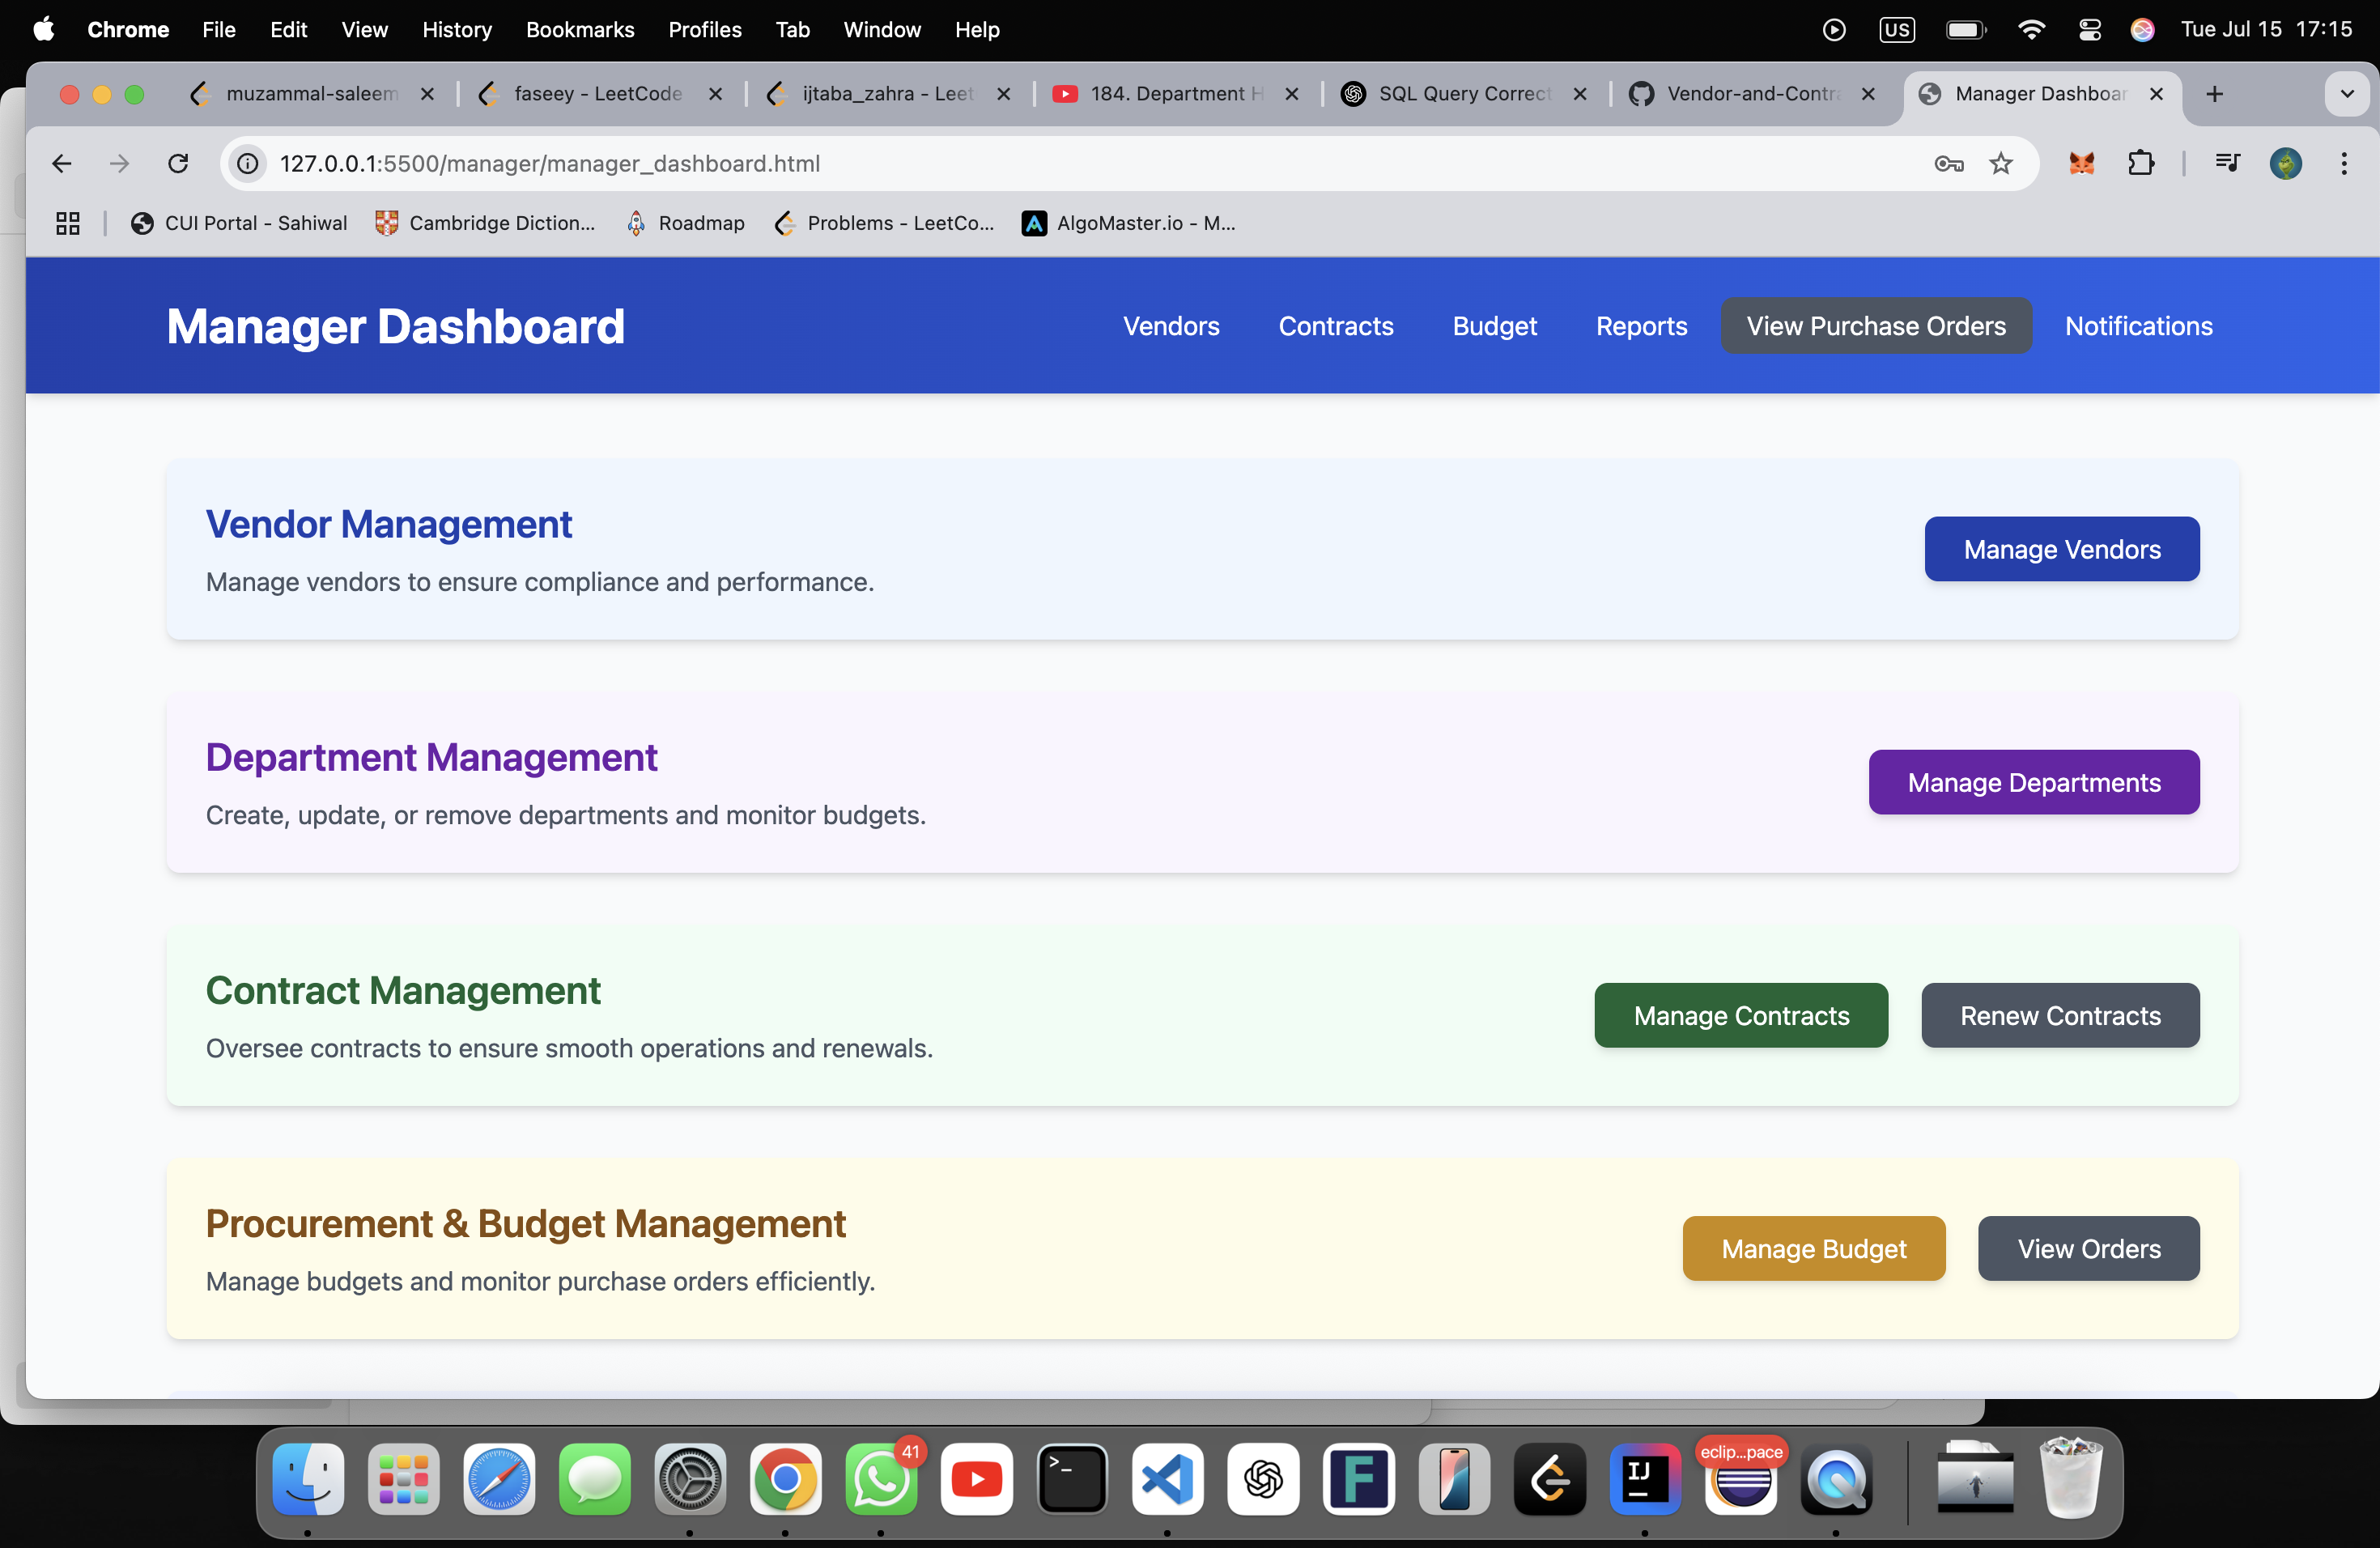 Chrome File Edit View History Bookmarks Profiles Tab Window Help US Tue Jul 15 17:15
muzammal-saleem faseey - LeetCode ijtaba_zahra - Leet 184. Department H SQL Query Correct Vendor-and-Contra Manager Dashboar
127.0.0.1:5500/manager/manager_dashboard.html
CUI Portal - Sahiwal Cambridge Diction... Roadmap Problems - LeetCo... AlgoMaster.io - M...
Manager Dashboard Vendors Contracts Budget Reports View Purchase Orders Notifications
Vendor Management
Manage vendors to ensure compliance and performance.
Manage Vendors
Department Management
Create, update, or remove departments and monitor budgets.
Manage Departments
Contract Management
Oversee contracts to ensure smooth operations and renewals.
Manage Contracts Renew Contracts
Procurement & Budget Management
Manage budgets and monitor purchase orders efficiently.
Manage Budget View Orders
41
eclip...pace
>_
F
IJ